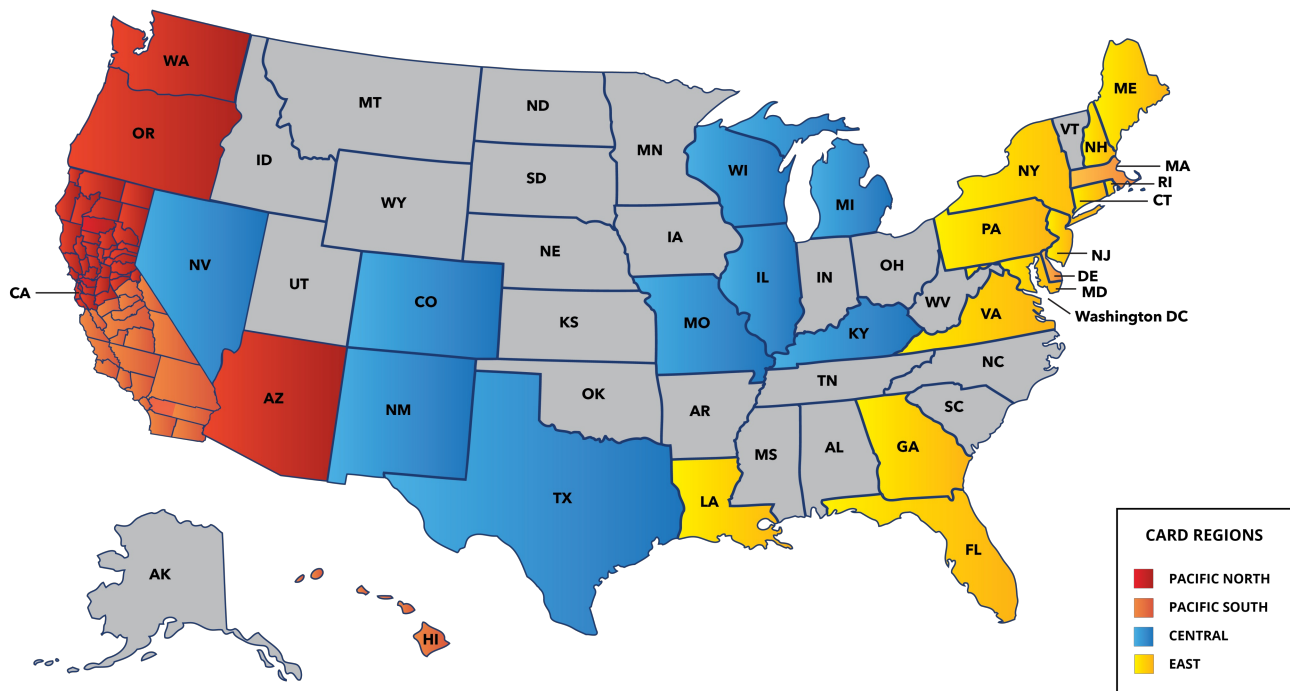 WA
OR
CA
ID
MT
ND
MN
SD
WY
NV
UT
CO
NE
IA
KS
MO
WI
MI
IL
IN
OH
KY
WV
VA
PA
NY
VT
NH
ME
MA
RI
CT
NJ
DE
MD
Washington DC
NC
TN
SC
AZ
NM
OK
AR
TX
LA
MS
AL
GA
FL
AK
HI
CARD REGIONS
PACIFIC NORTH
PACIFIC SOUTH
CENTRAL
EAST